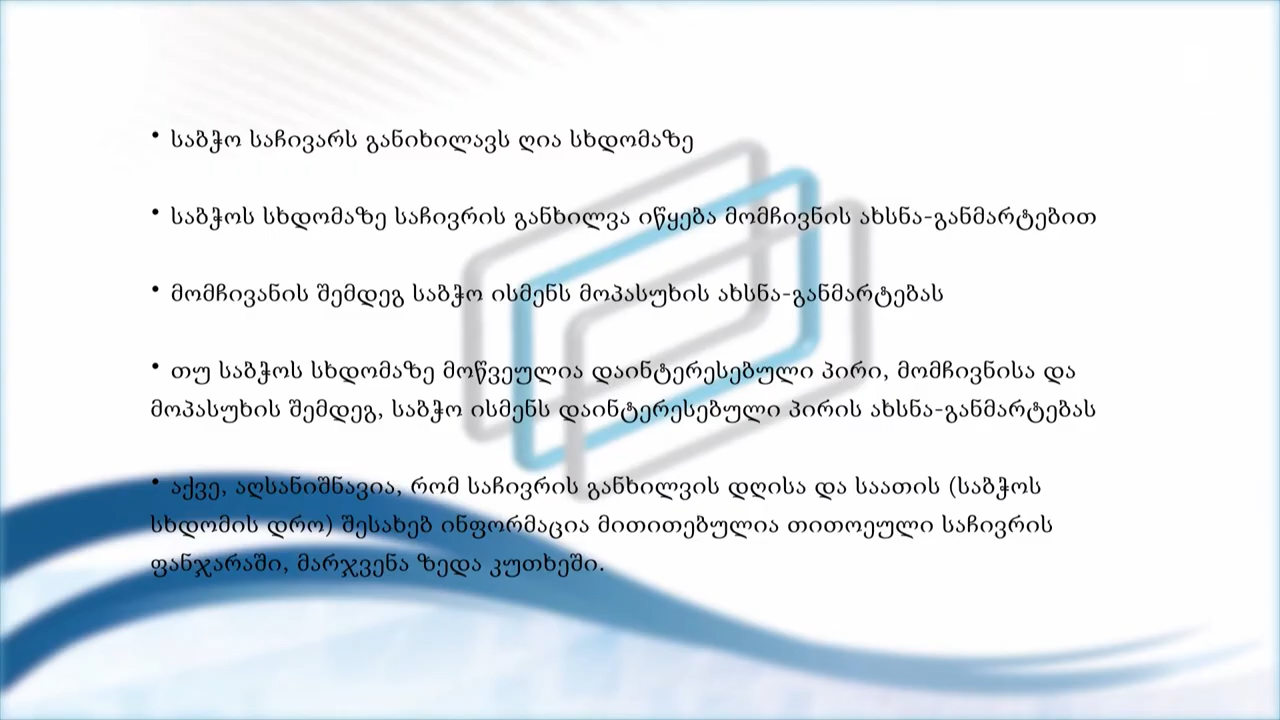 • საბჭო საჩივარს განიხილავს ღია სხდომაზე
• საბჭოს სხდომაზე საჩივრის განხილვა იწყება მომჩივნის ახსნა-განმარტებით
• მომჩივანის შემდეგ საბჭო ისმენს მოპასუხის ახსნა-განმარტებას
• თუ საბჭოს სხდომაზე მოწვეულია დაინტერესებული პირი, მომჩივნისა და
მოპასუხის შემდეგ, საბჭო ისმენს დაინტერესებული პირის ახსნა-განმარტებას
• აქვე, აღსანიშნავია, რომ საჩივრის განხილვის დღისა და საათის (საბჭოს
სხდომის დრო) შესახებ ინფორმაცია მითითებულია თითოეული საჩივრის
ფანჯარაში, მარჯვენა ზედა კუთხეში.